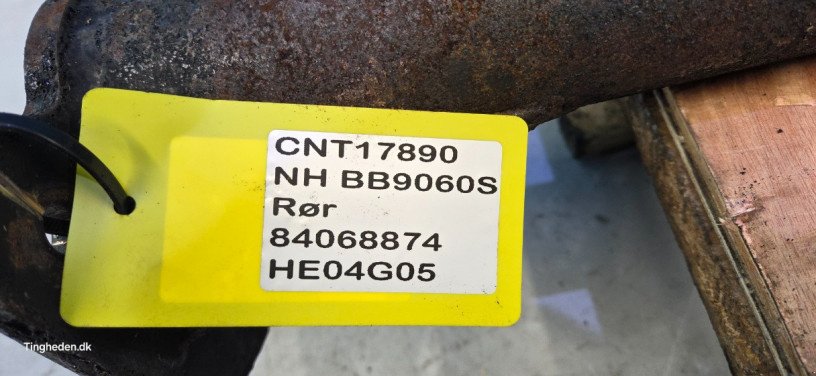 CNT17890
NH BB9060S
Rør
84068874
HE04G05
Tingheden.dk